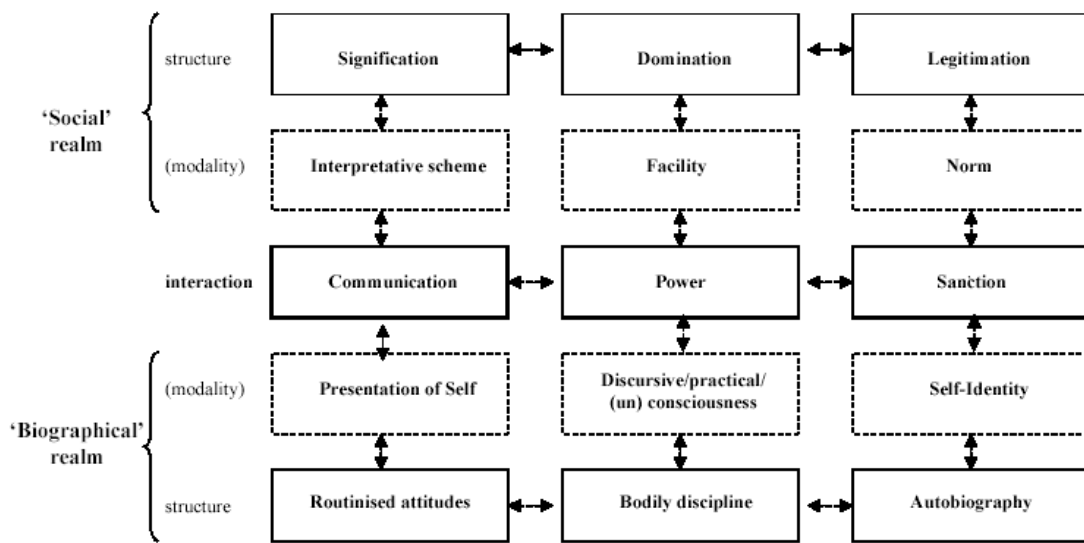 structure
Signification
Domination
Legitimation
‘Social’
realm
(modality)
Interpretative scheme
Facility
Norm
interaction
Communication
Power
Sanction
(modality)
Presentation of Self
Discursive/practical/
(un) consciousness
Self-Identity
‘Biographical’
realm
structure
Routinised attitudes
Bodily discipline
Autobiography